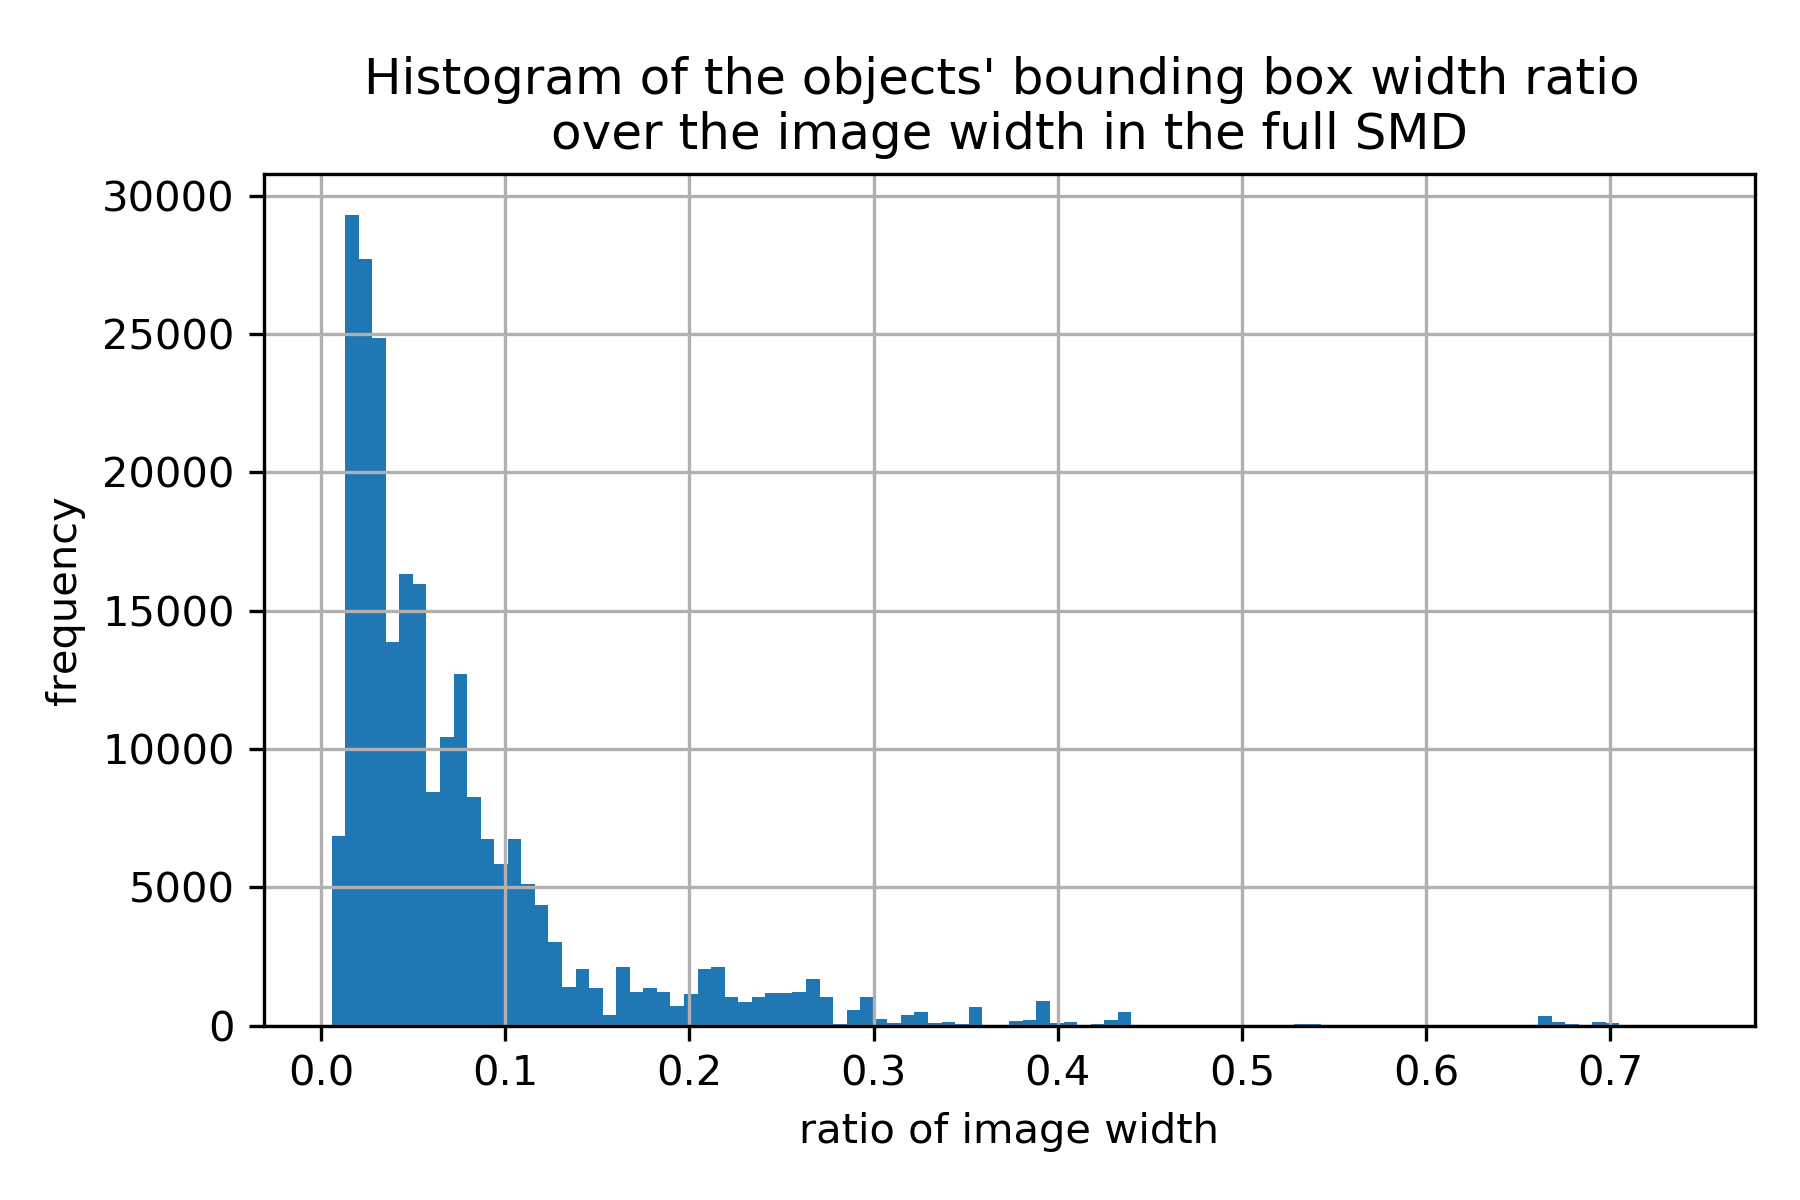 Histogram of the objects' bounding box width ratio
over the image width in the full SMD
30000
25000
20000
15000
10000
5000
0
frequency
0.0 0.1 0.2 0.3 0.4 0.5 0.6 0.7
ratio of image width